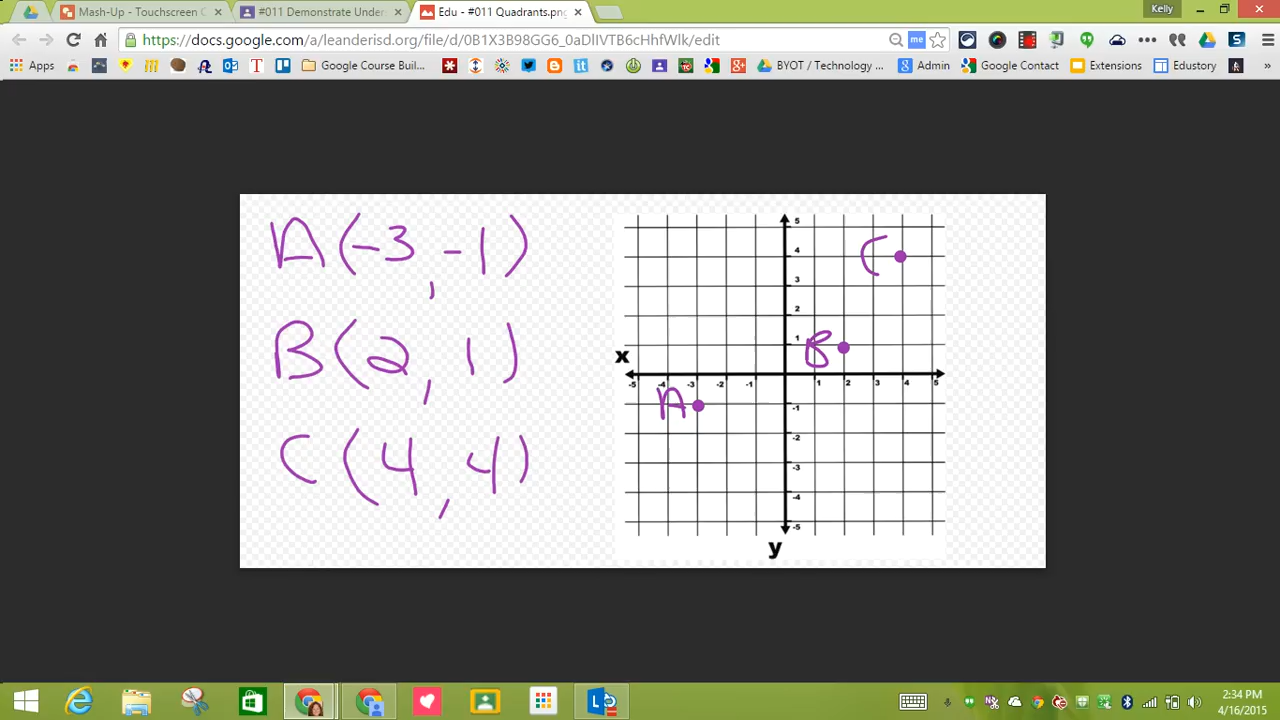 Mash-Up - Touchscreen C
#011 Demonstrate Unders
Edu - #011 Quadrants.png
Kelly
https://docs.google.com/a/leanderisd.org/file/d/0B1X3B98GG6_0aDlIVTB6cHhfWlk/edit
me
Apps
Google Course Buil...
BYOT / Technology ...
Admin
Google Contact
Extensions
Edustory
»
A(-3, -1)
B(2, 1)
C(4, 4)
5
4
C
3
2
1
B
x
-5 -4 -3 -2 -1 1 2 3 4 5
A
-1
-2
-3
-4
-5
y
2:34 PM
4/16/2015